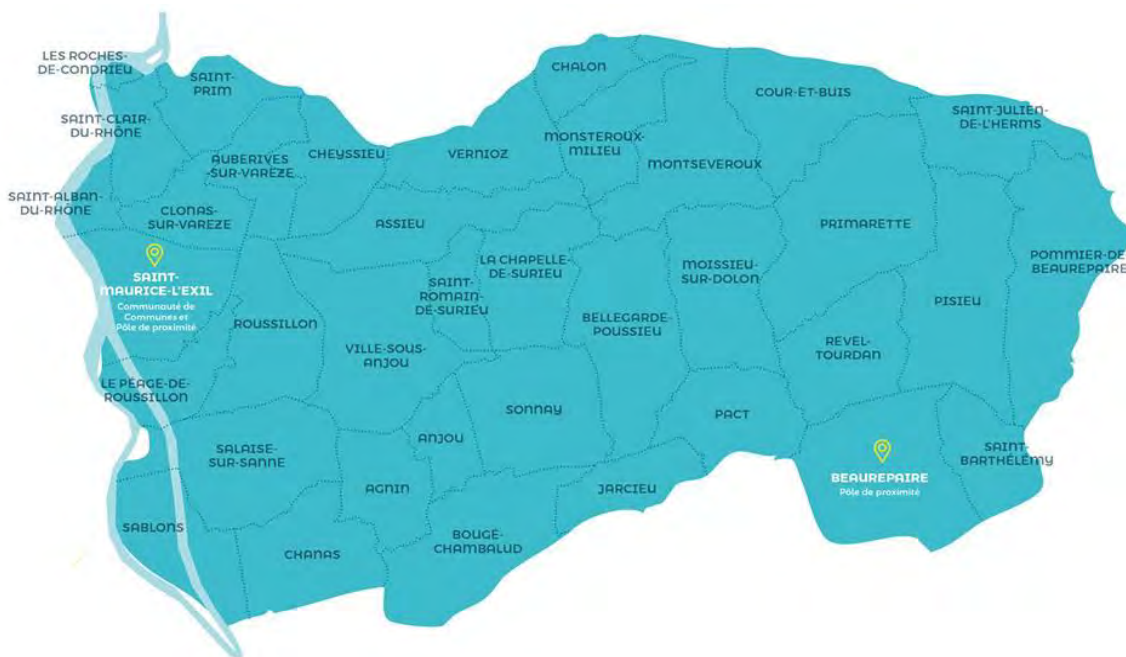 LES ROCHES-
DE-CONDRIEU
SAINT-
PRIM
CHALON
COUR-ET-BUIS
SAINT-JULIEN-
DE-L'HERMS
SAINT-CLAIR-
DU-RHÔNE
AUBERIVES
-SUR-VARÈZE
CHEYSSIEU
VERNIOZ
MONSTEROUX-
MILIEU
MONTSEVEROUX
SAINT-ALBAN-
DU-RHÔNE
CLONAS-
SUR-VAREZE
ASSIEU
PRIMARETTE
SAINT-
MAURICE-L'EXIL
Communauté de
Communes et
Pôle de proximité
LA CHAPELLE-
DE-SURIEU
MOISSIEU-
SUR-DOLON
POMMIER-DE-
BEAUREPAIRE
SAINT-
ROMAIN-
DE-SURIEU
PISIEU
ROUSSILLON
BELLEGARDE-
POUSSIEU
VILLE-SOUS-
ANJOU
REVEL-
TOURDAN
LE PÉAGE-DE-
ROUSSILLON
SONNAY
PACT
ANJOU
SALAISE-
SUR-SANNE
SAINT-
BARTHÉLÉMY
BEAUREPAIRE
Pôle de proximité
AGNIN
JARCIEU
SABLONS
CHANAS
BOUGÉ-
CHAMBALUD